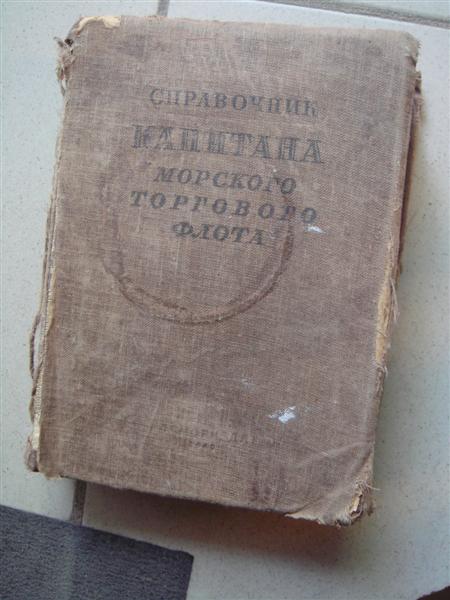 СПРАВОЧНИК
КАПИТАНА
МОРСКОГО
ТОРГОВОГО
ФЛОТА